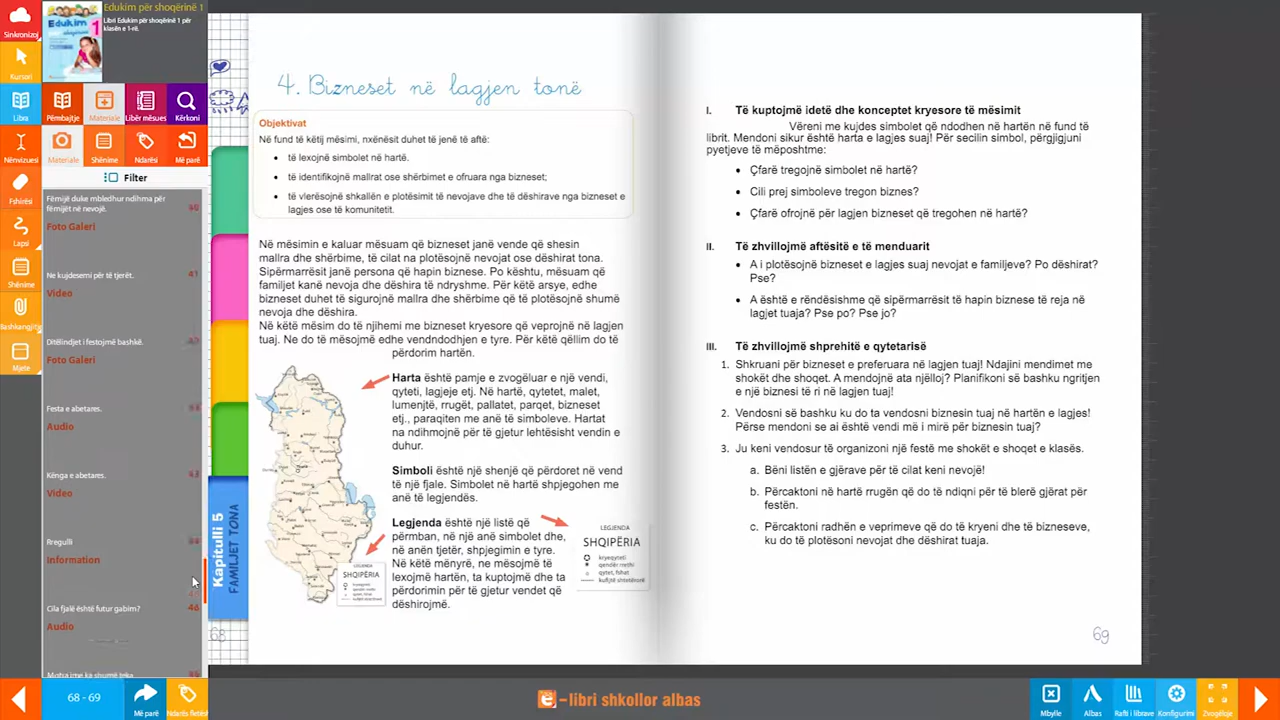 Sinkronizoj
Kursori
Libra
Nënvizuesi
Fshirësi
Lapsi
Shënime
Bashkangjitje
Mjete
Edukim
1
Edukim për shoqërinë 1
Libri Edukim për shoqërinë 1 për
klasën e 1-rë.
Përmbajtje
Materiale
Libër mësues
Kërkoni
Materiale
Shënime
Ndarësi
Më parë
Filter
Fëmijë duke mbledhur ndihma për
fëmijët në nevojë.
Foto Galeri
Ne kujdesemi për të tjerët.
41
Video
Ditëlindjet i festojmë bashkë.
Foto Galeri
Festa e abetares.
Audio
Kënga e abetares.
43
Video
Rregulli
Information
Cila fjalë është futur gabim?
46
Audio
Kapitulli 5
FAMILJET TONA
68
4. Bizneset në lagjen tonë
Objektivat
Në fund të këtij mësimi, nxënësit duhet të jenë të aftë:
• të lexojnë simbolet në hartë.
• të identifikojnë mallrat ose shërbimet e ofruara nga bizneset;
• të vlerësojnë shkallën e plotësimit të nevojave dhe të dëshirave nga bizneset e
lagjes ose të komunitetit.
Në mësimin e kaluar mësuam që bizneset janë vende që shesin
mallra dhe shërbime, të cilat na plotësojnë nevojat ose dëshirat tona.
Sipërmarrësit janë persona që hapin biznese. Po kështu, mësuam që
familjet kanë nevoja dhe dëshira të ndryshme. Për këtë arsye, edhe
bizneset duhet të sigurojnë mallra dhe shërbime që të plotësojnë shumë
nevoja dhe dëshira.
Në këtë mësim do të njihemi me bizneset kryesore që veprojnë në lagjen
tuaj. Ne do të mësojmë edhe vendndodhjen e tyre. Për këtë qëllim do të
përdorim hartën.
Harta është pamje e zvogëluar e një vendi,
qyteti, lagjeje etj. Në hartë, qytetet, malet,
lumenjtë, rrugët, pallatet, parqet, bizneset
etj., paraqiten me anë të simboleve. Hartat
na ndihmojnë për të gjetur lehtësisht vendin e
duhur.
Simboli është një shenjë që përdoret në vend
të një fjale. Simbolet në hartë shpjegohen me
anë të legjendës.
Legjenda është një listë që
përmban, në një anë simbolet dhe,
në anën tjetër, shpjegimin e tyre.
Në këtë mënyrë, ne mësojmë të
lexojmë hartën, ta kuptojmë dhe ta
përdorimin për të gjetur vendet që
dëshirojmë.
LEGJENDA
SHQIPËRIA
LEGJENDA
SHQIPËRIA
kryeqyteti
qendër rrethi
qytet, fshat
kufijtë shtetërorë
I. Të kuptojmë idetë dhe konceptet kryesore të mësimit
Vëreni me kujdes simbolet që ndodhen në hartën në fund të
librit. Mendoni sikur është harta e lagjes suaj! Për secilin simbol, përgjigjuni
pyetjeve të mëposhtme:
• Çfarë tregojnë simbolet në hartë?
• Cili prej simboleve tregon biznes?
• Çfarë ofrojnë për lagjen bizneset që tregohen në hartë?
II. Të zhvillojmë aftësitë e të menduarit
• A i plotësojnë bizneset e lagjes suaj nevojat e familjeve? Po dëshirat?
Pse?
• A është e rëndësishme që sipërmarrësit të hapin biznese të reja në
lagjet tuaja? Pse po? Pse jo?
III. Të zhvillojmë shprehitë e qytetarisë
1. Shkruani për bizneset e preferuara në lagjen tuaj! Ndajini mendimet me
shokët dhe shoqet. A mendojnë ata njëlloj? Planifikoni së bashku ngritjen
e një biznesi të ri në lagjen tuaj!
2. Vendosni së bashku ku do ta vendosni biznesin tuaj në hartën e lagjes!
Përse mendoni se ai është vendi më i mirë për biznesin tuaj?
3. Ju keni vendosur të organizoni një festë me shokët e shoqet e klasës.
a. Bëni listën e gjërave për të cilat keni nevojë!
b. Përcaktoni në hartë rrugën që do të ndiqni për të blerë gjërat për
festën.
c. Përcaktoni radhën e veprimeve që do të kryeni dhe të bizneseve,
ku do të plotësoni nevojat dhe dëshirat tuaja.
69
68 - 69
Më parë
Ndarës fletësh
e -libri shkollor albas
Mbylle
Albas
Rafti i librave
Konfigurimi
Zvogëloje